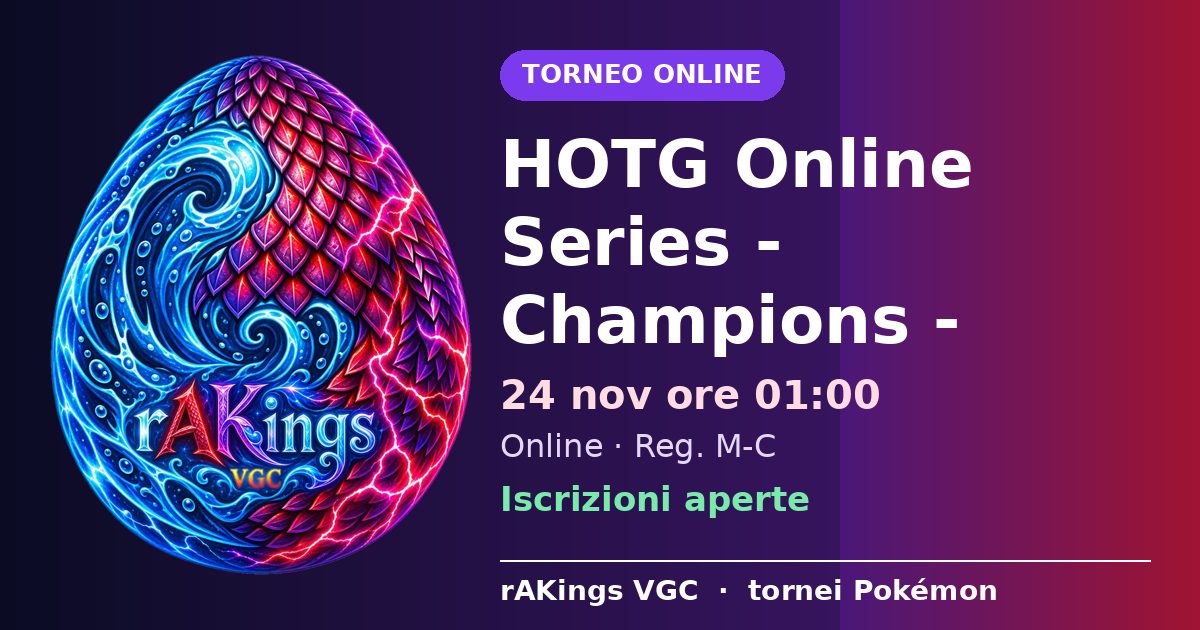 TORNEO ONLINE
HOTG Online
Series -
Champions -
24 nov ore 01:00
Online · Reg. M-C
Iscrizioni aperte
rAKings
VGC
rAKings VGC · tornei Pokémon